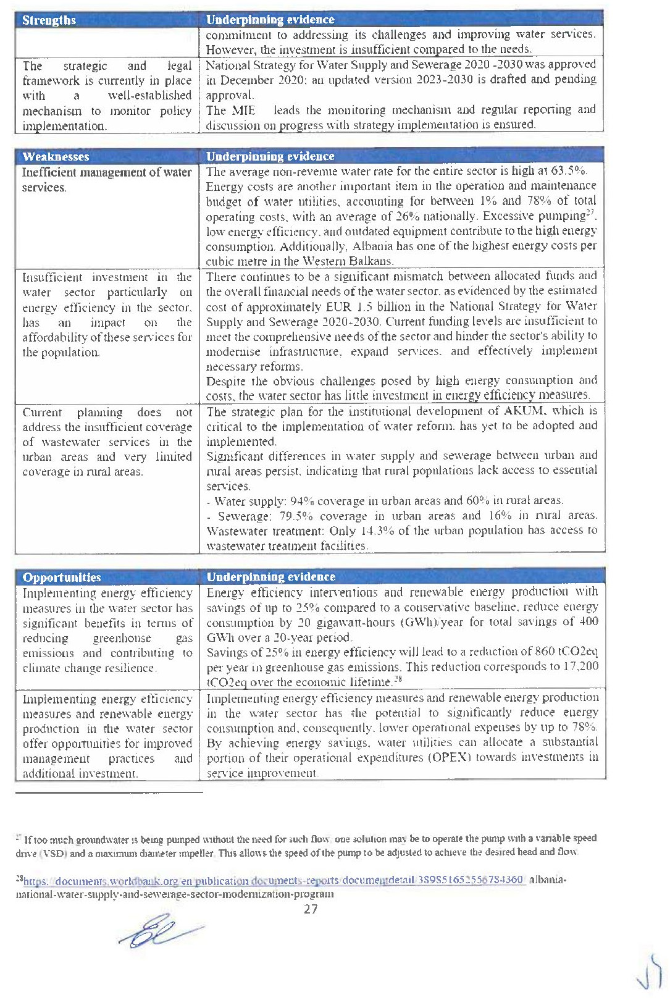 Strengths Underpinning evidence
commitment to addressing its challenges and improving water services.
However, the investment is insufficient compared to the needs.
The strategic and legal
framework is currently in place
with a well-established
mechanism to monitor policy
implementation.
National Strategy for Water Supply and Sewerage 2020 -2030 was approved
in December 2020; an updated version 2023-2030 is drafted and pending
approval.
The MIE leads the monitoring mechanism and regular reporting and
discussion on progress with strategy implementation is ensured.
Weaknesses Underpinning evidence
Inefficient management of water
services.
The average non-revenue water rate for the entire sector is high at 63.5%.
Energy costs are another important item in the operation and maintenance
budget of water utilities, accounting for between 1% and 78% of total
operating costs, with an average of 26% nationally. Excessive pumping27,
low energy efficiency, and outdated equipment contribute to the high energy
consumption. Additionally, Albania has one of the highest energy costs per
cubic metre in the Western Balkans.
Insufficient investment in the
water sector particularly on
energy efficiency in the sector,
has an impact on the
affordability of these services for
the population.
There continues to be a significant mismatch between allocated funds and
the overall financial needs of the water sector, as evidenced by the estimated
cost of approximately EUR 1.5 billion in the National Strategy for Water
Supply and Sewerage 2020-2030. Current funding levels are insufficient to
meet the comprehensive needs of the sector and hinder the sector's ability to
modernise infrastructure, expand services, and effectively implement
necessary reforms.
Despite the obvious challenges posed by high energy consumption and
costs, the water sector has little investment in energy efficiency measures.
Current planning does not
address the insufficient coverage
of wastewater services in the
urban areas and very limited
coverage in rural areas.
The strategic plan for the institutional development of AKUM, which is
critical to the implementation of water reform, has yet to be adopted and
implemented.
Significant differences in water supply and sewerage between urban and
rural areas persist, indicating that rural populations lack access to essential
services.
- Water supply: 94% coverage in urban areas and 60% in rural areas.
- Sewerage: 79.5% coverage in urban areas and 16% in rural areas.
Wastewater treatment: Only 14.3% of the urban population has access to
wastewater treatment facilities.
Opportunities Underpinning evidence
Implementing energy efficiency
measures in the water sector has
significant benefits in terms of
reducing greenhouse gas
emissions and contributing to
climate change resilience.
Energy efficiency interventions and renewable energy production with
savings of up to 25% compared to a conservative baseline, reduce energy
consumption by 20 gigawatt-hours (GWh)/year for total savings of 400
GWh over a 20-year period.
Savings of 25% in energy efficiency will lead to a reduction of 860 tCO2eq
per year in greenhouse gas emissions. This reduction corresponds to 17,200
tCO2eq over the economic lifetime.28
Implementing energy efficiency
measures and renewable energy
production in the water sector
offer opportunities for improved
management practices and
additional investment.
Implementing energy efficiency measures and renewable energy production
in the water sector has the potential to significantly reduce energy
consumption and, consequently, lower operational expenses by up to 78%.
By achieving energy savings, water utilities can allocate a substantial
portion of their operational expenditures (OPEX) towards investments in
service improvement.
27 If too much groundwater is being pumped without the need for such flow, one solution may be to operate the pump with a variable speed
drive (VSD) and a maximum diameter impeller. This allows the speed of the pump to be adjusted to achieve the desired head and flow
28https://documents.worldbank.org/en/publication/documents-reports/documentdetail/389851652556784360/albania-
national-water-supply-and-sewerage-sector-modernization-program
27